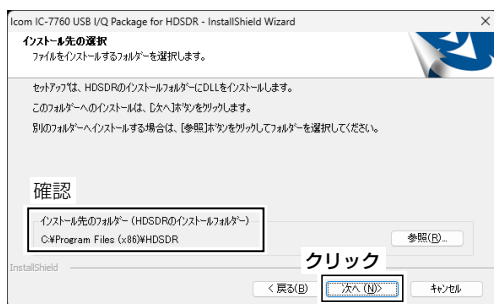 Icom IC-7760 USB I/Q Package for HDSDR - InstallShield Wizard
インストール先の選択
ファイルをインストールするフォルダーを選択します。
セットアップは、HDSDRのインストールフォルダーにDLLをインストールします。
このフォルダーへのインストールは、[次へ]ボタンをクリックします。
別のフォルダーへインストールする場合は、[参照]ボタンをクリックしてフォルダーを選択してください。
確認
インストール先のフォルダー (HDSDRのインストールフォルダー)
C:¥Program Files (x86)¥HDSDR
参照(R)...
クリック
InstallShield
< 戻る(B)
次へ (N)>
キャンセル